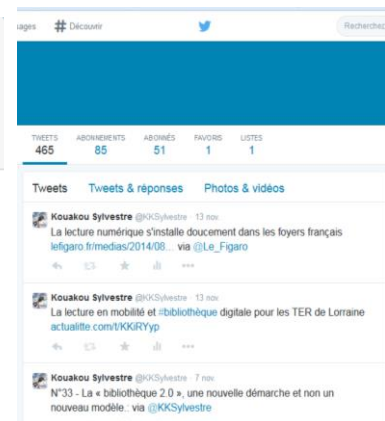 ages # Découvrir Recherchez
TWEETS ABONNEMENTS ABONNÉS FAVORIS LISTES
465 85 51 1 1
Tweets Tweets & réponses Photos & vidéos
Kouakou Sylvestre @KKSylvestre · 13 nov.
La lecture numérique s'installe doucement dans les foyers français
lefigaro.fr/medias/2014/08... via @Le_Figaro
Kouakou Sylvestre @KKSylvestre · 13 nov.
La lecture en mobilité et #bibliothèque digitale pour les TER de Lorraine
actualitte.com/t/KKiRYyp
Kouakou Sylvestre @KKSylvestre · 7 nov.
N°33 - La « bibliothèque 2.0 », une nouvelle démarche et non un
nouveau modèle.: via @KKSylvestre